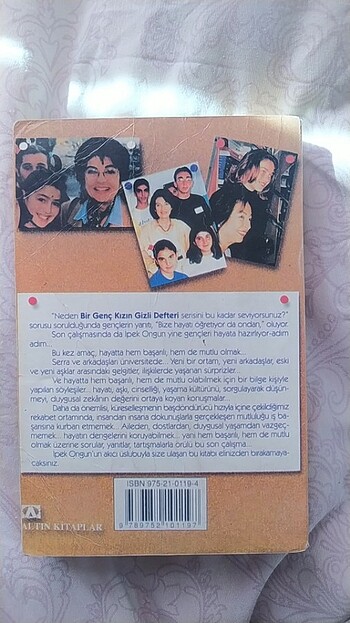 "Neden Bir Genç Kızın Gizli Defteri serisini bu kadar seviyorsunuz?"
sorusu sorulduğunda gençlerin yanıtı, "Bize hayatı öğretiyor da ondan," oluyor.
Son çalışmasında da İpek Ongun yine gençleri hayata hazırlıyor-adım
adım...
Bu kez amaç, hayatta hem başarılı, hem de mutlu olmak...
Serra ve arkadaşları üniversitede... Yeni bir ortam, yeni arkadaşlar, eski
ve yeni aşklar arasındaki gelgitler, ilişkilerde yaşanan sürprizler...
Ve hayatta hem başarılı, hem de mutlu olabilmek için bir bilge kişiyle
yapılan söyleşiler... hayatı, aşkı, cinselliği, yaşama kültürünü, sorgulayarak düşün-
meyi, duygusal zekânın değerini ortaya koyan konuşmalar...
Daha da önemlisi, küreselleşmenin başdöndürücü hızıyla içine çekildiğimiz
rekabet ortamında, insandan insana dokunuşlarla gerçekleşen mutluluğu iş ba-
şarısına kurban etmemek... Aileden, dostlardan, duygusal yaşamdan vazgeç-
memek... hayatın dengelerini koruyabilmek... yani hem başarılı, hem de mutlu
olmak üzerine sorular, yanıtlar, tartışmalarla örülü bu son çalışma...
İpek Ongun'un akıcı üslubuyla size ulaşan bu kitabı elinizden bırakamaya-
caksınız.
ISBN 975-21-0119-4
9 789752 101197
ALTIN KİTAPLAR